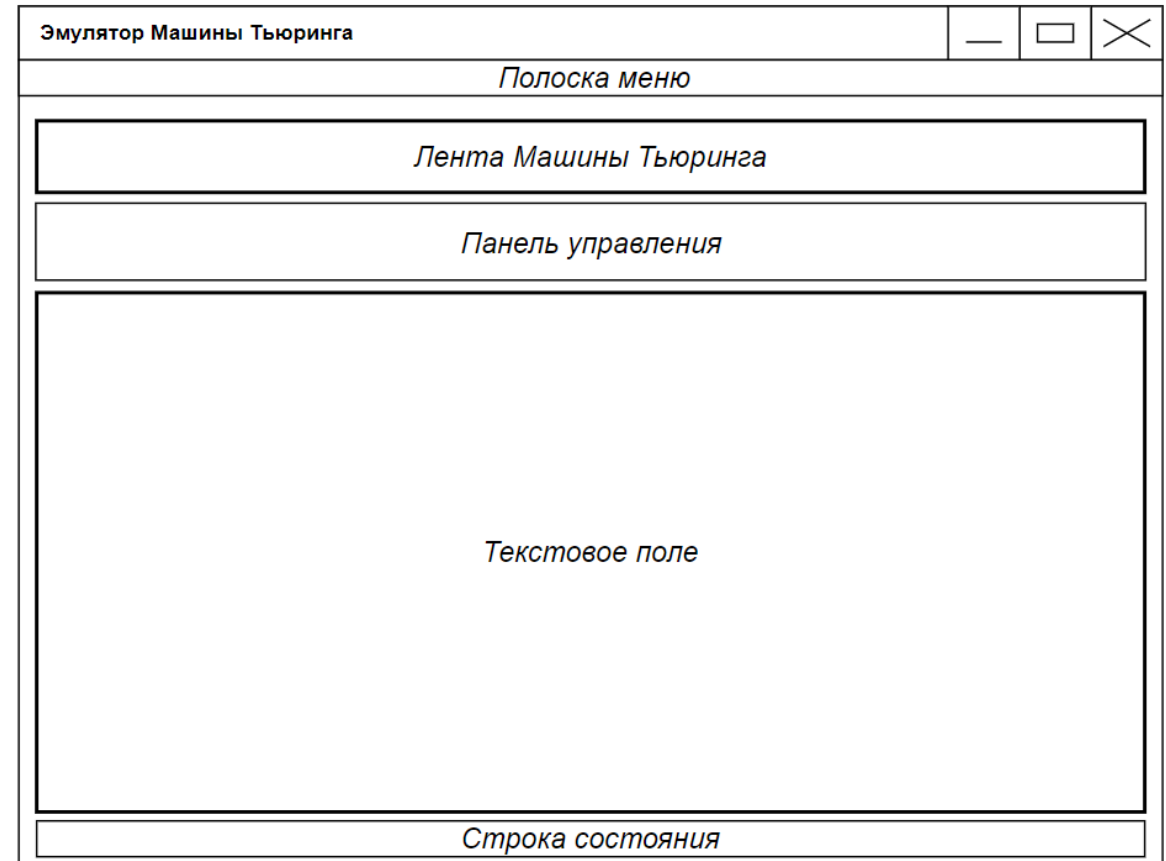 Эмулятор Машины Тьюринга
Полоска меню
Лента Машины Тьюринга
Панель управления
Текстовое поле
Строка состояния